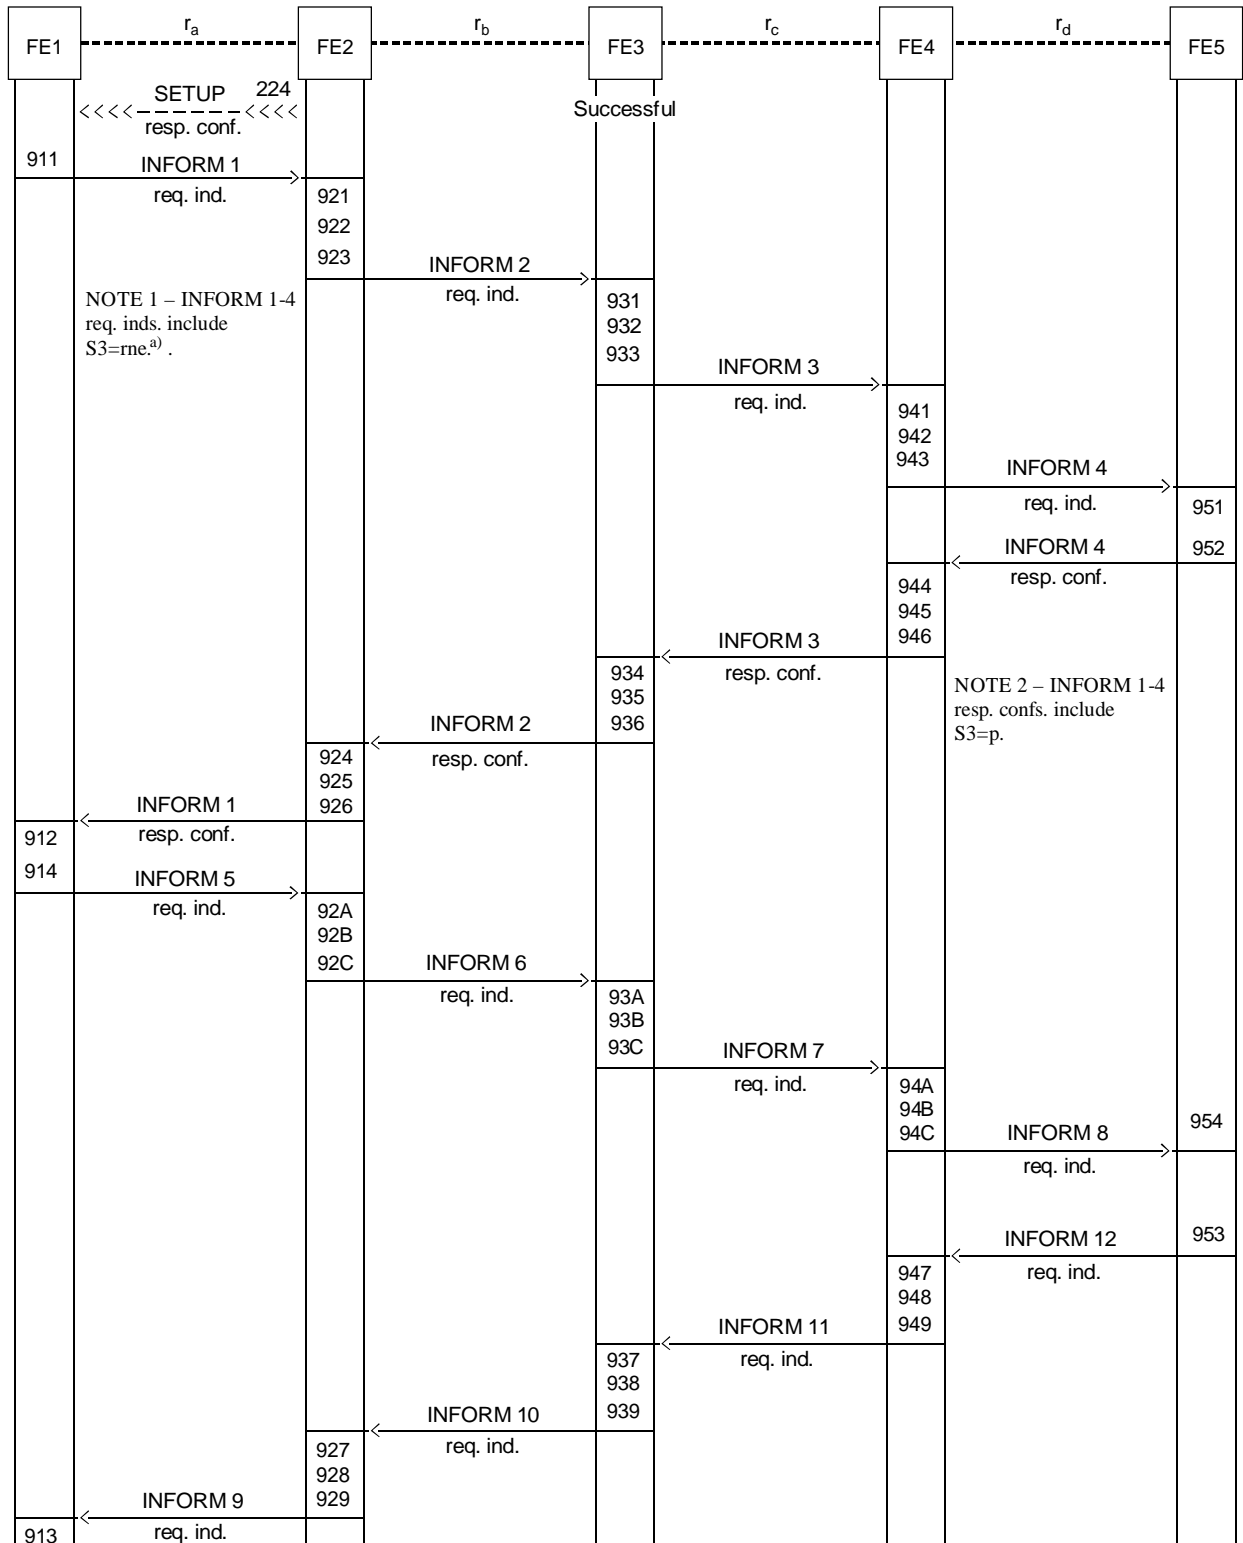 FE1 rₐ FE2 r_b FE3 r_c FE4 r_d FE5
SETUP 224
resp. conf.
Successful
911 INFORM 1
req. ind.
921
922
923
INFORM 2
req. ind.
NOTE 1 – INFORM 1-4
req. inds. include
S3=rne.a) .
931
932
933
INFORM 3
req. ind.
941
942
943
INFORM 4
req. ind.
951
INFORM 4 952
resp. conf.
944
945
946
INFORM 3
resp. conf.
934
935
936
NOTE 2 – INFORM 1-4
resp. confs. include
S3=p.
INFORM 2
resp. conf.
924
925
926
INFORM 1
resp. conf.
912
914
INFORM 5
req. ind.
92A
92B
92C
INFORM 6
req. ind.
93A
93B
93C
INFORM 7
req. ind.
94A
94B
94C
954
INFORM 8
req. ind.
INFORM 12 953
req. ind.
947
948
949
INFORM 11
req. ind.
937
938
939
INFORM 10
req. ind.
927
928
929
INFORM 9
req. ind.
913